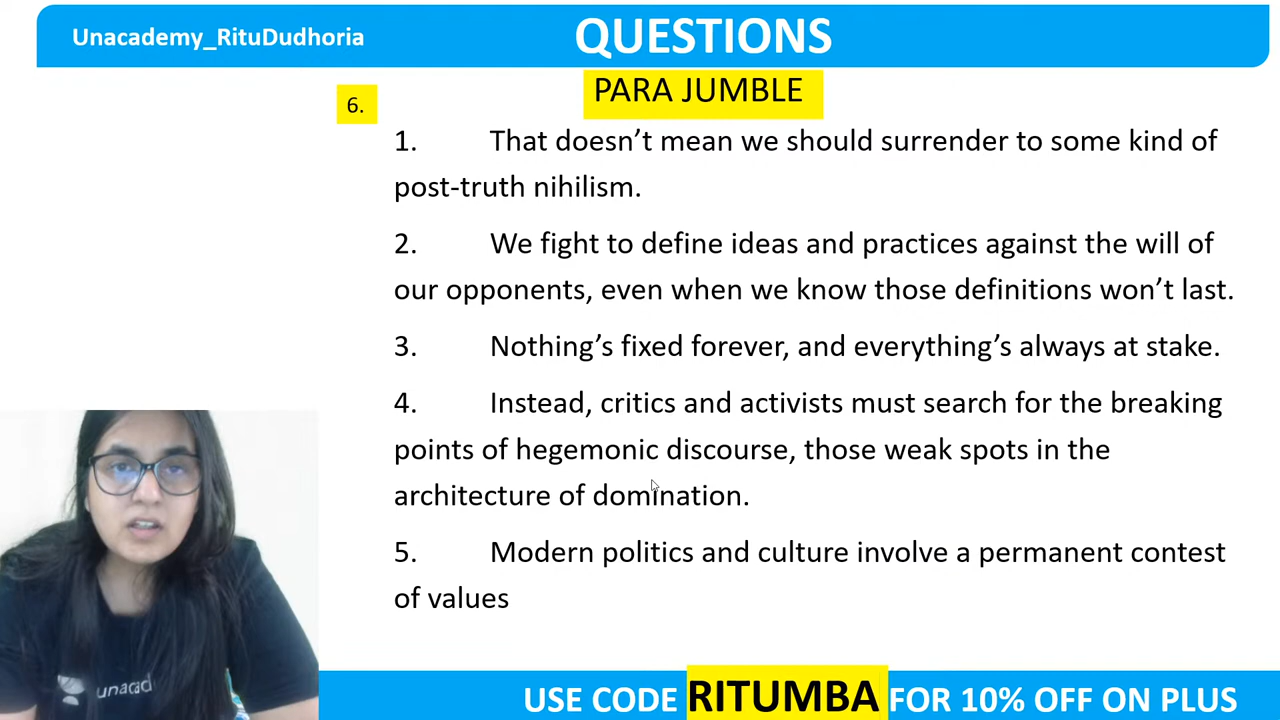 Unacademy_RituDudhoria
QUESTIONS
PARA JUMBLE
6.
1. That doesn't mean we should surrender to some kind of
post-truth nihilism.
2. We fight to define ideas and practices against the will of
our opponents, even when we know those definitions won't last.
3. Nothing's fixed forever, and everything's always at stake.
4. Instead, critics and activists must search for the breaking
points of hegemonic discourse, those weak spots in the
architecture of domination.
5. Modern politics and culture involve a permanent contest
of values
unacad
USE CODE RITUMBA FOR 10% OFF ON PLUS